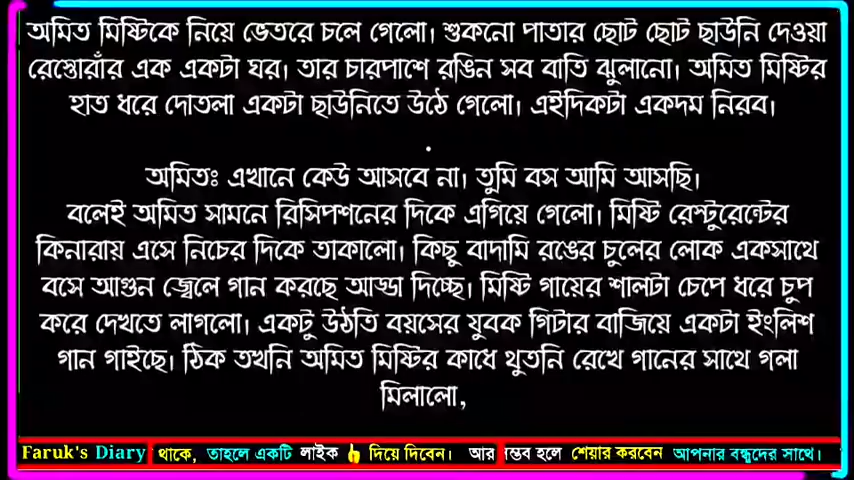 অমিত মিষ্টিকে নিয়ে ভেতরে চলে গেলো। শুকনো পাতার ছোট ছোট ছাউনি দেওয়া
রেস্তোরাঁর এক একটা ঘর। তার চারপাশে রঙিন সব বাতি ঝুলানো। অমিত মিষ্টির
হাত ধরে দোতলা একটা ছাউনিতে উঠে গেলো। এইদিকটা একদম নিরব।
.
অমিতঃ এখানে কেউ আসবে না। তুমি বস আমি আসছি।
বলেই অমিত সামনে রিসিপশনের দিকে এগিয়ে গেলো। মিষ্টি রেস্টুরেন্টের
কিনারায় এসে নিচের দিকে তাকালো। কিছু বাদামি রঙের চুলের লোক একসাথে
বসে আগুন জ্বেলে গান করছে আড্ডা দিচ্ছে। মিষ্টি গায়ের শালটা চেপে ধরে চুপ
করে দেখতে লাগলো। একটু উঠতি বয়সের যুবক গিটার বাজিয়ে একটা ইংলিশ
গান গাইছে। ঠিক তখনি অমিত মিষ্টির কাধে থুতনি রেখে গানের সাথে গলা
মিলালো,
Faruk's Diary থাকে, তাহলে একটি লাইক 👆 দিয়ে দিবেন। আর ম্ভব হলে শেয়ার করবেন আপনার বন্ধুদের সাথে।